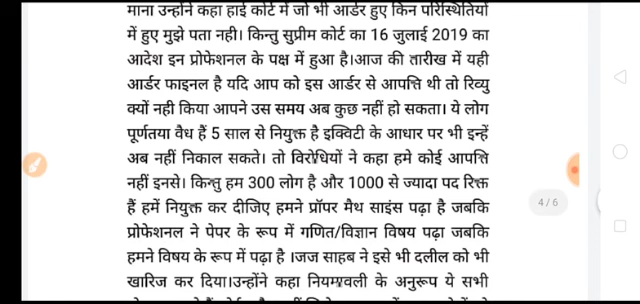 माना उन्होंने कहा हाई कोर्ट में जो भी आर्डर हुए किन परिस्थितियों
में हुए मुझे पता नही। किन्तु सुप्रीम कोर्ट का 16 जुलाई 2019 का
आदेश इन प्रोफेशनल के पक्ष में हुआ है।आज की तारीख में यही
आर्डर फाइनल है यदि आप को इस आर्डर से आपत्ति थी तो रिव्यु
क्यों नही किया आपने उस समय अब कुछ नहीं हो सकता। ये लोग
पूर्णतया वैध हैं 5 साल से नियुक्त है इक्विटी के आधार पर भी इन्हें
अब नहीं निकाल सकते। तो विरोधियों ने कहा हमे कोई आपत्ति
नहीं इनसे। किन्तु हम 300 लोग है और 1000 से ज्यादा पद रिक्त
हैं हमें नियुक्त कर दीजिए हमने प्रॉपर मैथ साइंस पढ़ा है जबकि
4 / 6
प्रोफेशनल ने पेपर के रूप में गणित/विज्ञान विषय पढ़ा जबकि
हमने विषय के रूप में पढ़ा है ।जज साहब ने इसे भी दलील को भी
खारिज कर दिया।उन्होंने कहा नियमावली के अनुरूप ये सभी